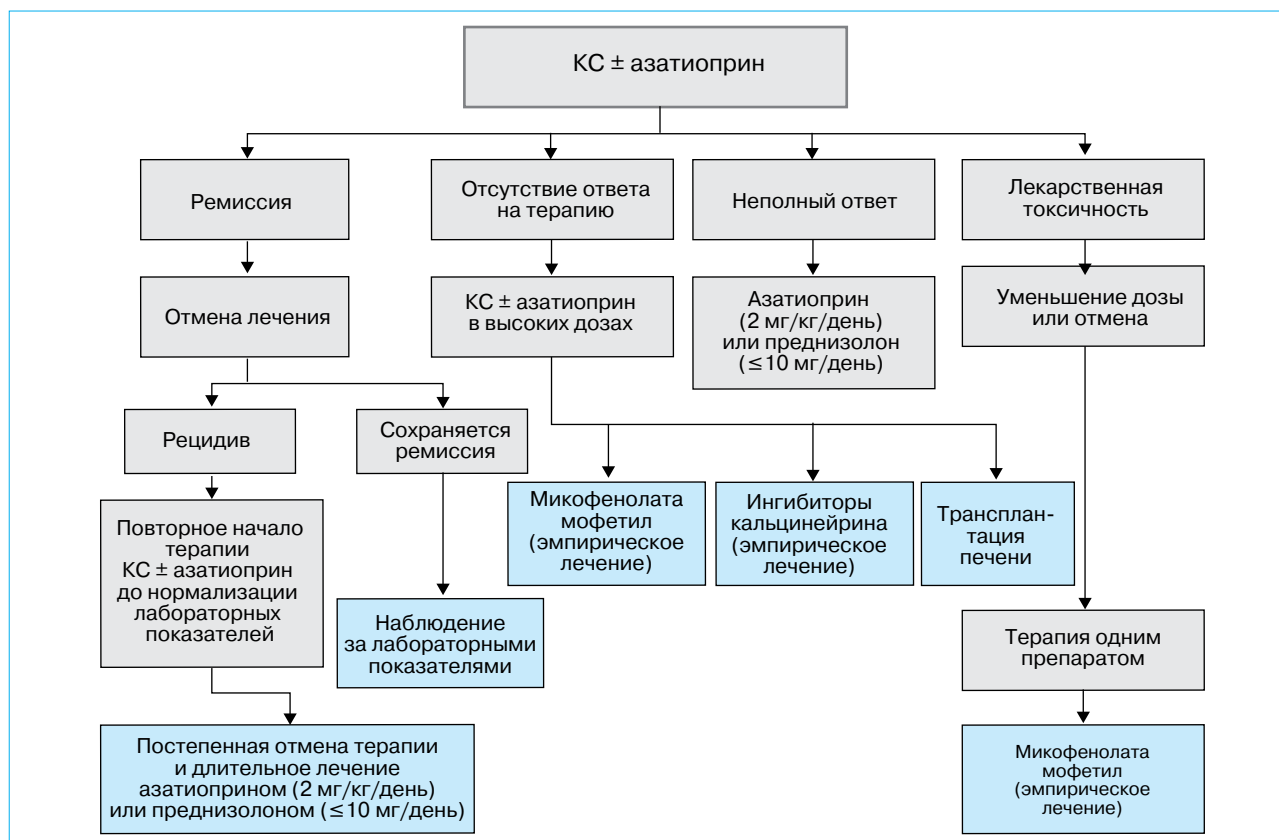 КС ± азатиоприн
Ремиссия
Отсутствие ответа
на терапию
Неполный ответ
Лекарственная
токсичность
Отмена лечения
КС ± азатиоприн
в высоких дозах
Азатиоприн
(2 мг/кг/день)
или преднизолон
(≤10 мг/день)
Уменьшение дозы
или отмена
Рецидив
Сохраняется
ремиссия
Микофенолата
мофетил
(эмпирическое
лечение)
Ингибиторы
кальцинейрина
(эмпирическое
лечение)
Трансплан-
тация
печени
Повторное начало
терапии
КС ± азатиоприн
до нормализации
лабораторных
показателей
Наблюдение
за лабораторными
показателями
Терапия одним
препаратом
Постепенная отмена терапии
и длительное лечение
азатиоприном (2 мг/кг/день)
или преднизолоном (≤10 мг/день)
Микофенолата
мофетил
(эмпирическое
лечение)